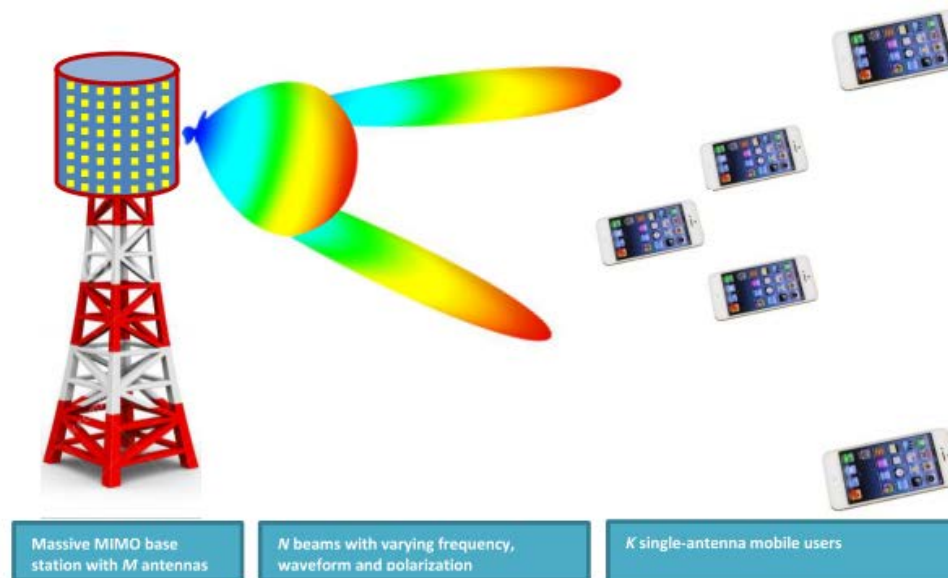 Massive MIMO base
station with M antennas
N beams with varying frequency,
waveform and polarization
K single-antenna mobile users